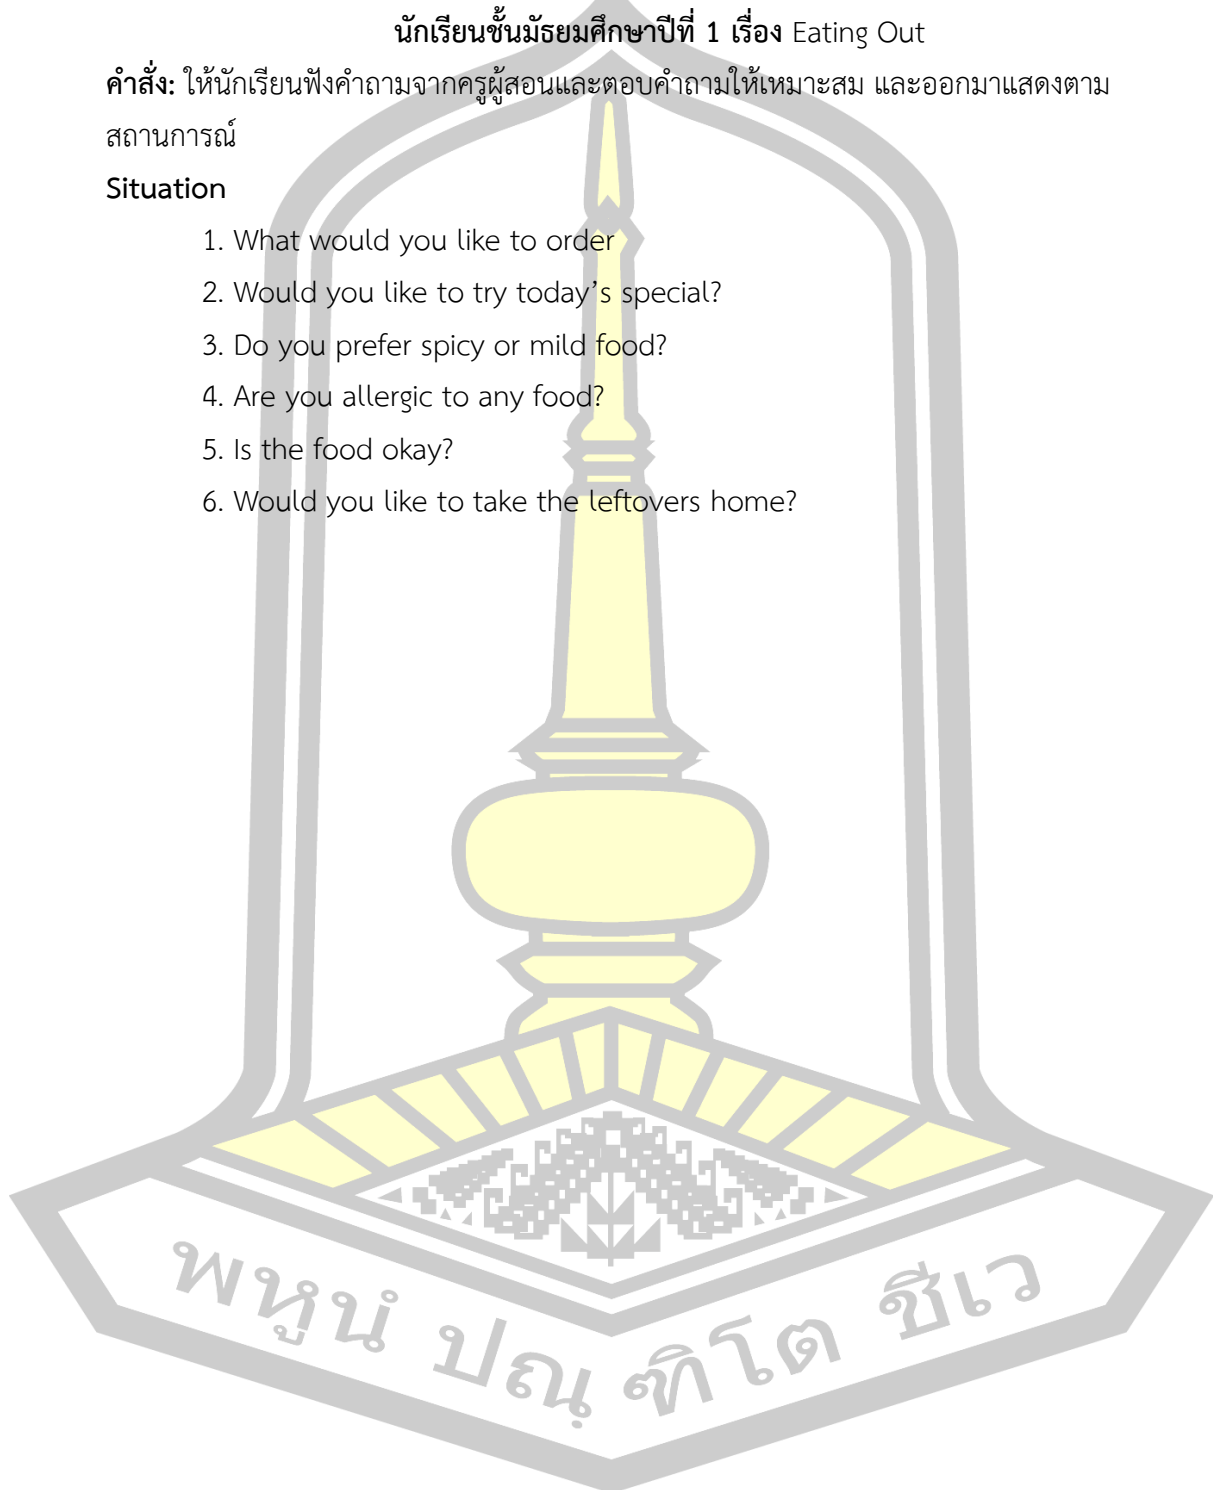 นักเรียนชั้นมัธยมศึกษาปีที่ 1 เรื่อง Eating Out
คำสั่ง: ให้นักเรียนฟังคำถามจากครูผู้สอนและตอบคำถามให้เหมาะสม และออกมาแสดงตาม
สถานการณ์
Situation
1. What would you like to order
2. Would you like to try today’s special?
3. Do you prefer spicy or mild food?
4. Are you allergic to any food?
5. Is the food okay?
6. Would you like to take the leftovers home?
พหูนํ ปณฺฑิโต ชีเว